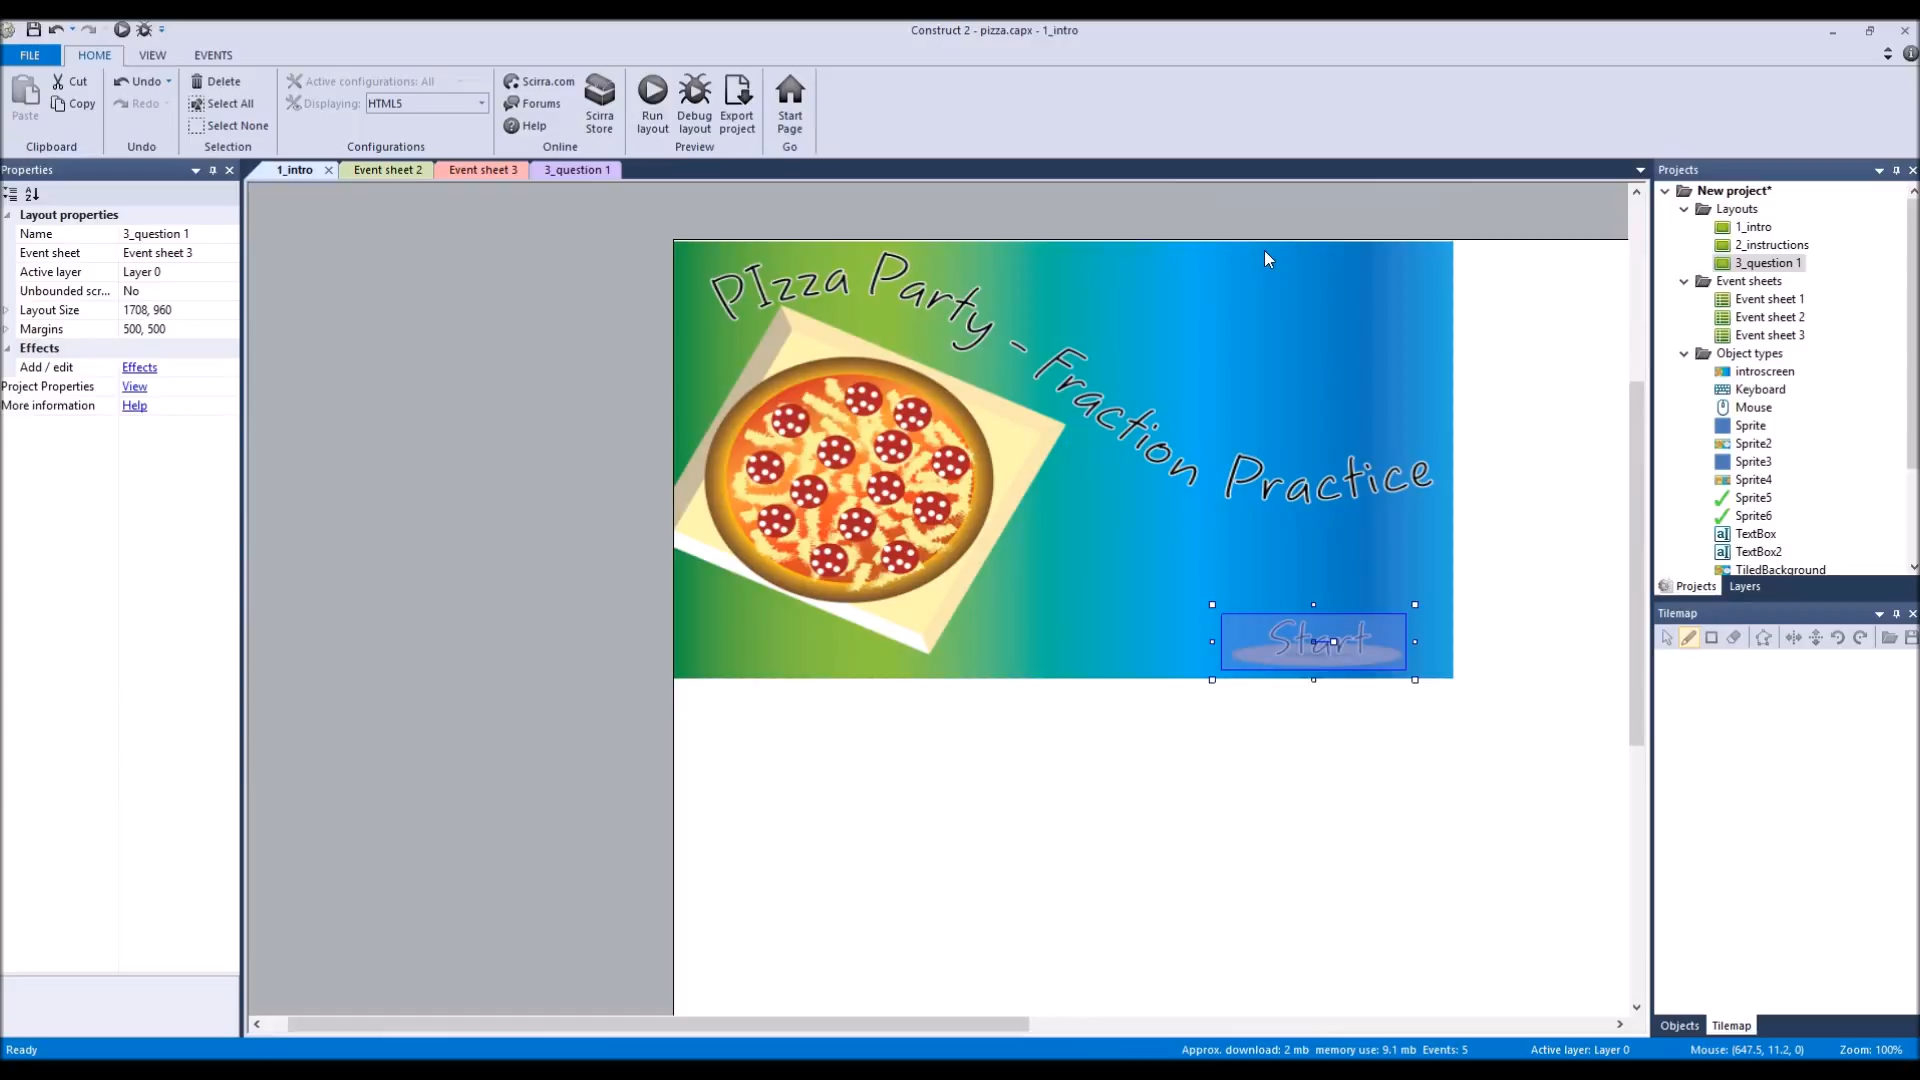 Construct 2 - pizza.capx - 1_intro
FILE
HOME
VIEW
EVENTS
Paste
Cut
Copy
Clipboard
Undo
Redo
Undo
Delete
Select All
Select None
Selection
Active configurations: All
Displaying: HTML5
Configurations
Scirra.com
Forums
Help
Scirra
Store
Online
Run
layout
Debug
layout
Export
project
Preview
Start
Page
Go
Properties
1_intro
Event sheet 2
Event sheet 3
3_question 1
Layout properties
Name 3_question 1
Event sheet Event sheet 3
Active layer Layer 0
Unbounded scr... No
Layout Size 1708, 960
Margins 500, 500
Effects
Add / edit Effects
Project Properties View
More information Help
PIzza Party - Fraction Practice
Start
Projects
New project*
Layouts
1_intro
2_instructions
3_question 1
Event sheets
Event sheet 1
Event sheet 2
Event sheet 3
Object types
introscreen
Keyboard
Mouse
Sprite
Sprite2
Sprite3
Sprite4
Sprite5
Sprite6
TextBox
TextBox2
TiledBackground
Projects
Layers
Tilemap
Objects
Tilemap
Ready
Approx. download: 2 mb memory use: 9.1 mb Events: 5
Active layer: Layer 0
Mouse: (647.5, 11.2, 0)
Zoom: 100%